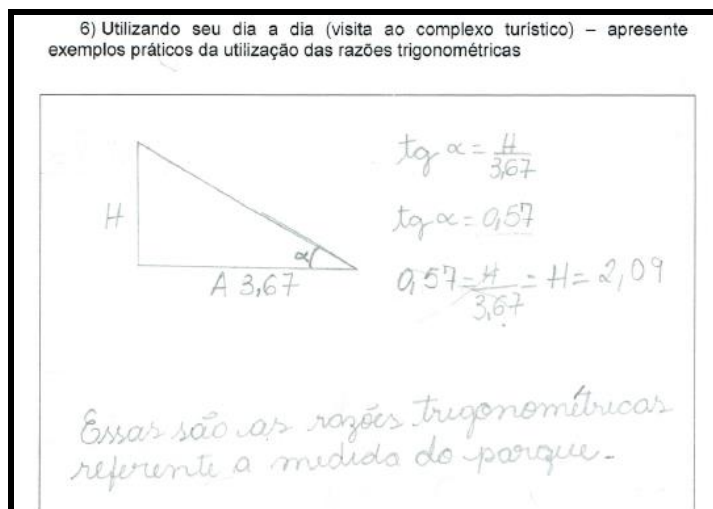 6) Utilizando seu dia a dia (visita ao complexo turístico) – apresente
exemplos práticos da utilização das razões trigonométricas
tg α = H/3,67
H
tg α = 0,57
α
A 3,67
0,57 = H/3,67 = H = 2,09
Essas são as razões trigonométricas
referente a medida do parque.